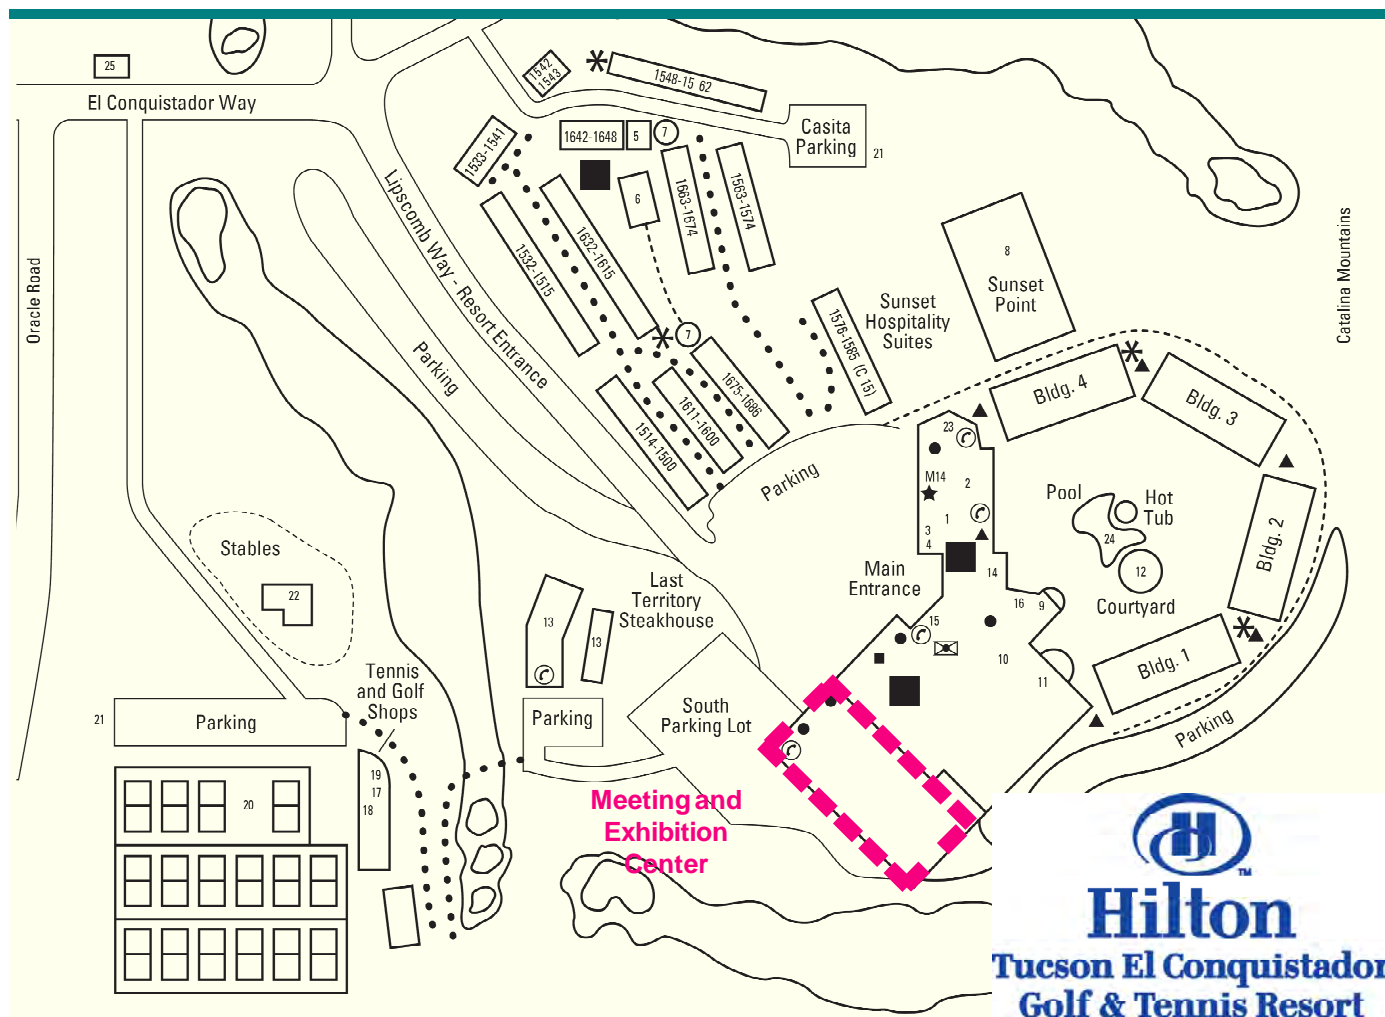 25
El Conquistador Way
Oracle Road
Lipscomb Way - Resort Entrance
Parking
1542
1543
1548-15 62
1533-1541
1642-1648
5
7
Casita
Parking
21
6
1663-1674
1563-1574
1532-1515
1632-1615
7
1675-1686
1611-1600
1514-1500
1576-1585 (C 15)
Sunset
Hospitality
Suites
8
Sunset
Point
Catalina Mountains
Bldg. 4
Bldg. 3
Bldg. 2
Bldg. 1
Parking
23
M14
2
1
3
4
14
Pool
Hot
Tub
24
12
Courtyard
Main
Entrance
16
9
15
10
11
Parking
Stables
22
Last
Territory
Steakhouse
13
13
Tennis
and Golf
Shops
21
Parking
Parking
South
Parking Lot
19
17
18
20
Meeting and
Exhibition
Center
H
TM
Hilton
Tucson El Conquistador
Golf & Tennis Resort